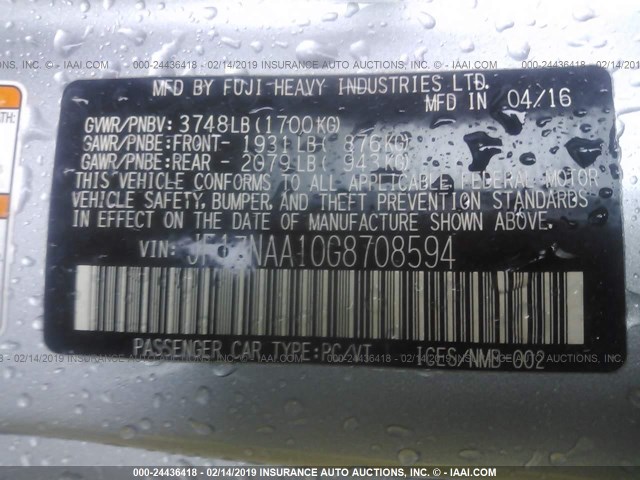 000-24436418 - 02/14/2019 INSURANCE AUTO AUCTIONS, INC. - © IAAI.COM
MFD BY FUJI HEAVY INDUSTRIES LTD.
MFD IN 04/16
GVWR/PNBV: 3748LB (1700KG)
GAWR/PNBE:FRONT- 1931LB( 876KG)
GAWR/PNBE:REAR - 2079LB( 943KG)
THIS VEHICLE CONFORMS TO ALL APPLICABLE FEDERAL MOTOR
VEHICLE SAFETY, BUMPER, AND THEFT PREVENTION STANDARDS
IN EFFECT ON THE DATE OF MANUFACTURE SHOWN ABOVE.
VIN: JF1ZNAA10G8708594
PASSENGER CAR TYPE:PC/VT ICES/NMB-002
000-24436418 - 02/14/2019 INSURANCE AUTO AUCTIONS, INC. - © IAAI.COM